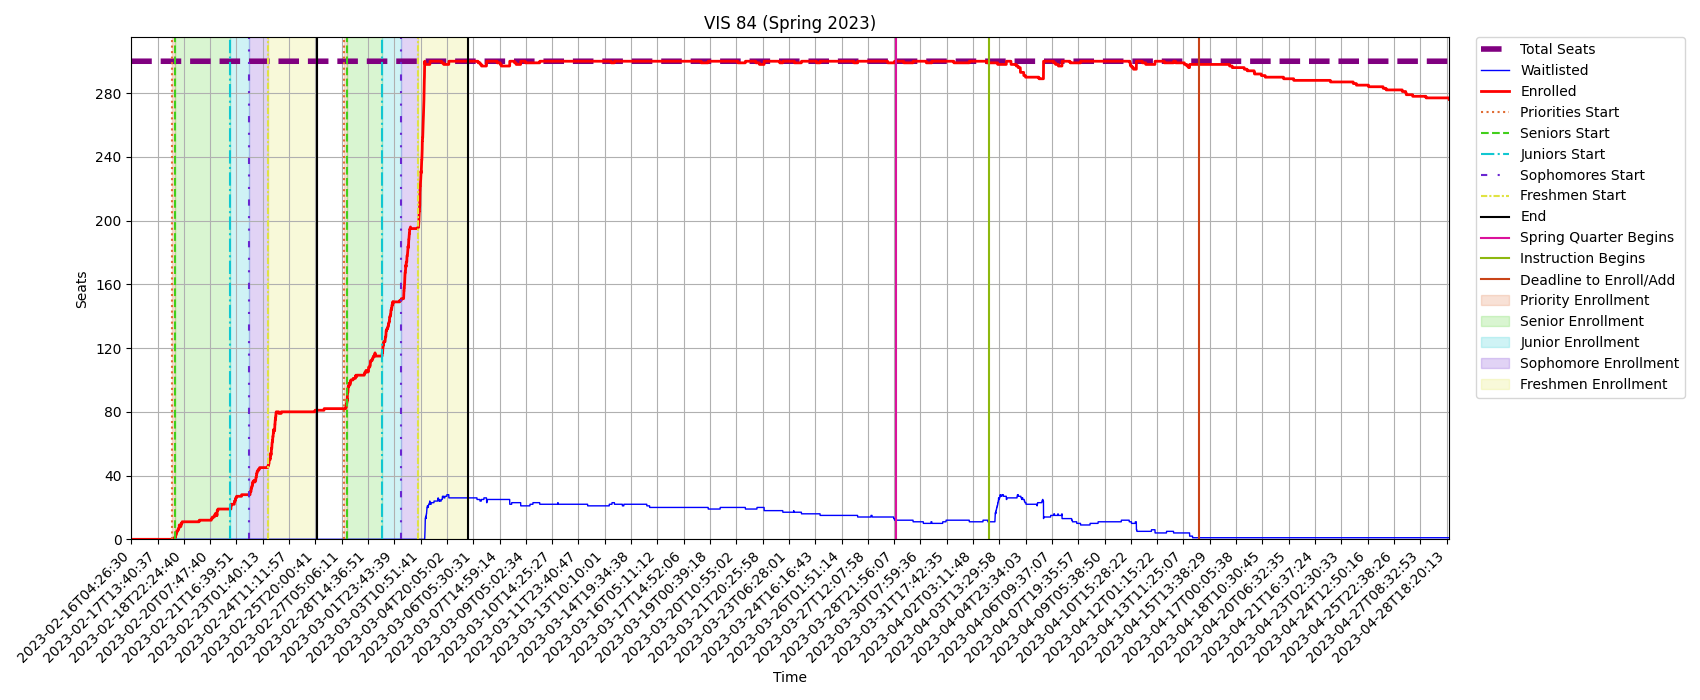 VIS 84 (Spring 2023)
Seats
280
240
200
160
120
80
40
0
2023-02-16T04:26:30
2023-02-17T13:40:37
2023-02-18T22:24:40
2023-02-20T07:47:40
2023-02-21T16:39:51
2023-02-23T01:40:13
2023-02-24T11:11:57
2023-02-25T20:00:41
2023-02-27T05:06:11
2023-02-28T14:36:51
2023-03-01T23:43:39
2023-03-03T10:51:41
2023-03-04T20:05:02
2023-03-06T05:30:31
2023-03-07T14:59:14
2023-03-09T05:02:34
2023-03-10T14:25:27
2023-03-11T23:40:47
2023-03-13T10:10:01
2023-03-14T19:34:38
2023-03-16T05:11:12
2023-03-17T14:52:06
2023-03-19T00:39:18
2023-03-20T10:55:02
2023-03-21T20:25:58
2023-03-23T06:28:01
2023-03-24T16:16:43
2023-03-26T01:51:14
2023-03-27T12:07:58
2023-03-28T21:56:07
2023-03-30T07:59:36
2023-03-31T17:42:35
2023-04-02T03:11:48
2023-04-03T13:29:58
2023-04-04T23:34:03
2023-04-06T09:37:07
2023-04-07T19:35:57
2023-04-09T05:38:50
2023-04-10T15:28:22
2023-04-12T01:15:22
2023-04-13T11:25:07
2023-04-15T13:38:29
2023-04-17T00:05:38
2023-04-18T10:30:45
2023-04-20T06:32:35
2023-04-21T16:37:24
2023-04-23T02:30:33
2023-04-24T12:50:16
2023-04-25T22:38:26
2023-04-27T08:32:53
2023-04-28T18:20:13
Time
Total Seats
Waitlisted
Enrolled
Priorities Start
Seniors Start
Juniors Start
Sophomores Start
Freshmen Start
End
Spring Quarter Begins
Instruction Begins
Deadline to Enroll/Add
Priority Enrollment
Senior Enrollment
Junior Enrollment
Sophomore Enrollment
Freshmen Enrollment